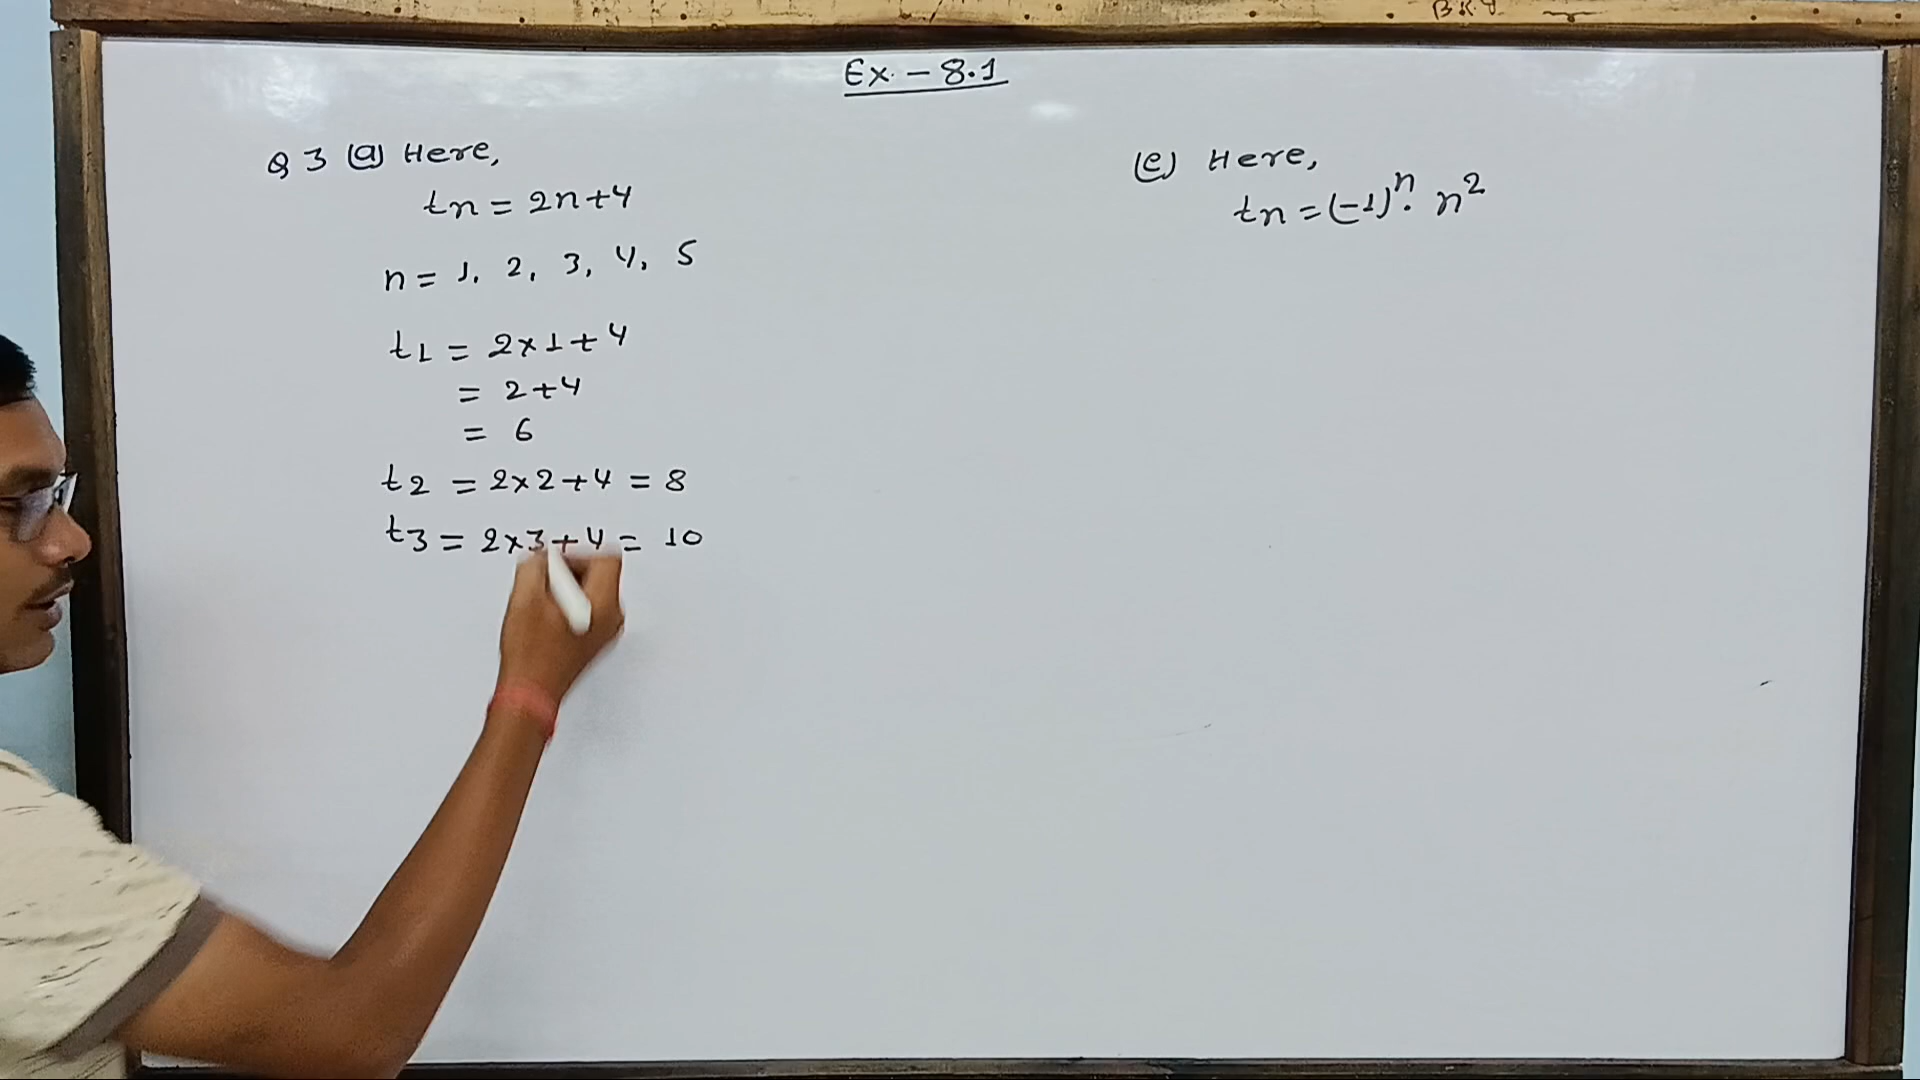 B.K.Y.
Ex. - 8.1
Q 3 (a) Here,
tn = 2n+4
n = 1, 2, 3, 4, 5
t1 = 2×1+4
= 2+4
= 6
t2 = 2×2+4 = 8
t3 = 2×3+4 = 10
(e) Here,
tn = (-1)ⁿ. n²